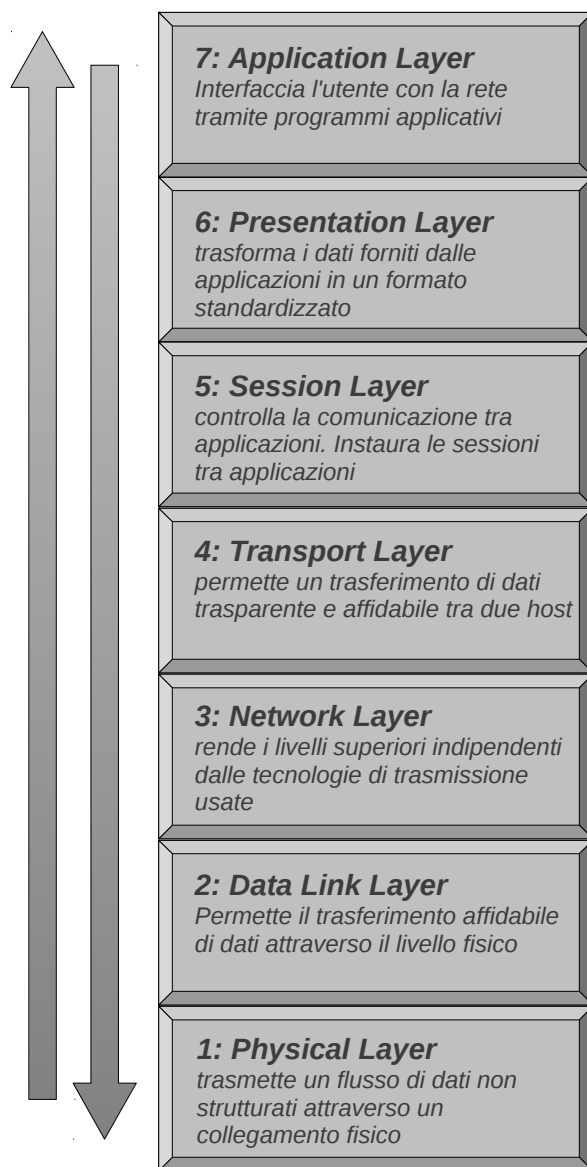 7: Application Layer
Interfaccia l'utente con la rete
tramite programmi applicativi
6: Presentation Layer
trasforma i dati forniti dalle
applicazioni in un formato
standardizzato
5: Session Layer
controlla la comunicazione tra
applicazioni. Instaura le sessioni
tra applicazioni
4: Transport Layer
permette un trasferimento di dati
trasparente e affidabile tra due host
3: Network Layer
rende i livelli superiori indipendenti
dalle tecnologie di trasmissione
usate
2: Data Link Layer
Permette il trasferimento affidabile
di dati attraverso il livello fisico
1: Physical Layer
trasmette un flusso di dati non
strutturati attraverso un
collegamento fisico